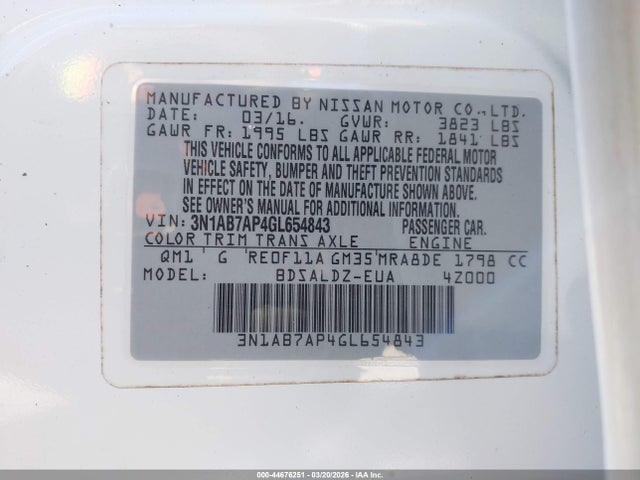 MANUFACTURED BY NISSAN MOTOR CO.,LTD.
DATE: 03/16. GVWR: 3823 LBS
GAWR FR: 1995 LBS GAWR RR: 1841 LBS
THIS VEHICLE CONFORMS TO ALL APPLICABLE FEDERAL MOTOR
VEHICLE SAFETY, BUMPER AND THEFT PREVENTION STANDARDS
IN EFFECT ON THE DATE OF MANUFACTURE SHOWN ABOVE.
SEE OWNER'S MANUAL FOR ADDITIONAL INFORMATION.
VIN: 3N1AB7AP4GL654843 PASSENGER CAR.
COLOR TRIM TRANS AXLE ENGINE
QM1 G RE0F11A GM35 MRA8DE 1798 CC
MODEL: BDSALDZ-EUA 4Z000
3N1AB7AP4GL654843
000-44676251 - 03/20/2026 - IAA Inc.